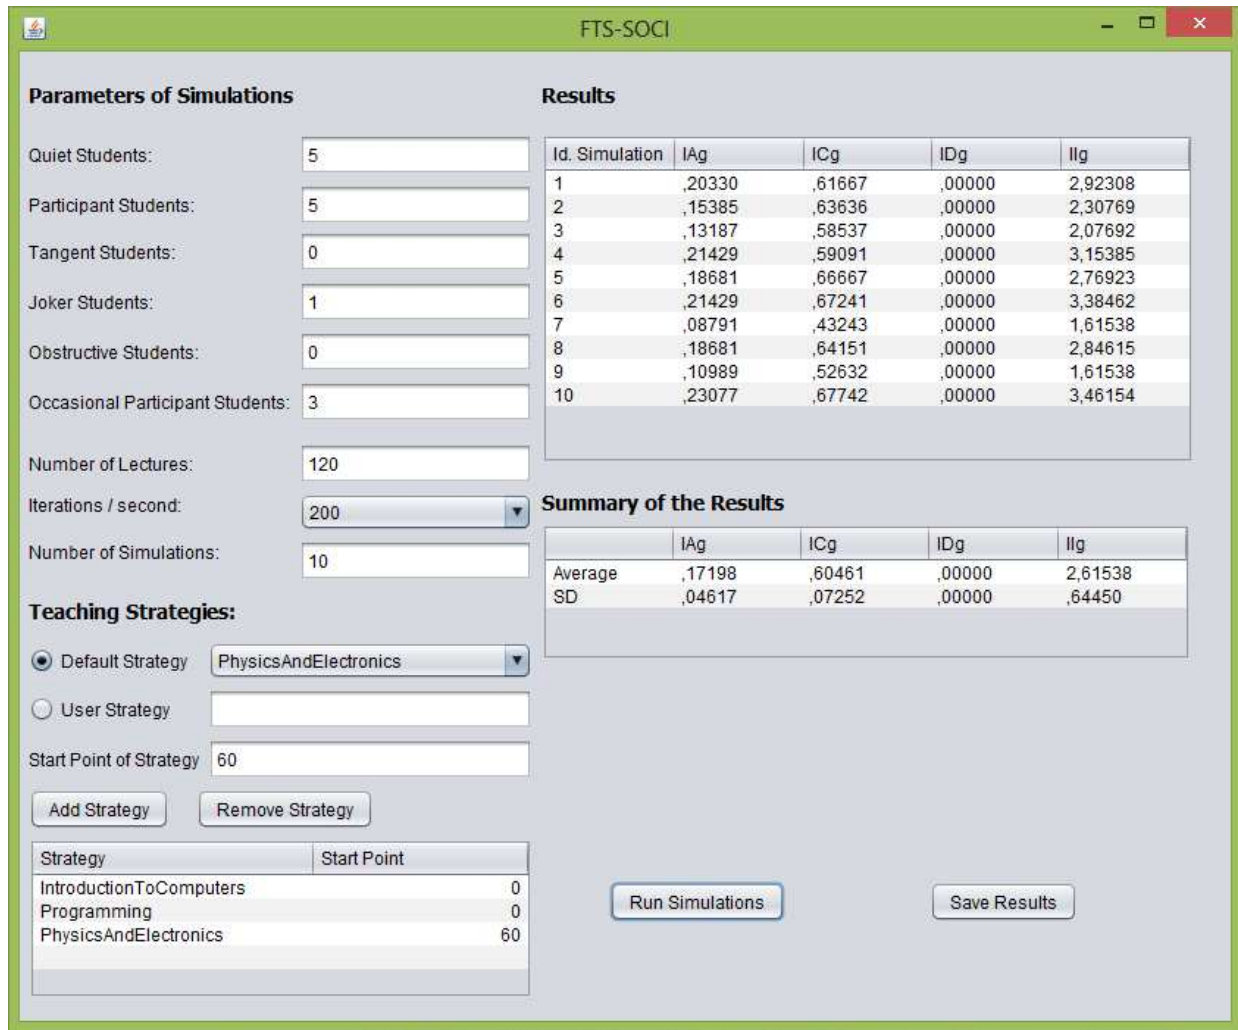 FTS-SOCI
Parameters of Simulations
Quiet Students: 5
Participant Students: 5
Tangent Students: 0
Joker Students: 1
Obstructive Students: 0
Occasional Participant Students: 3
Number of Lectures: 120
Iterations / second: 200
Number of Simulations: 10
Teaching Strategies:
Default Strategy PhysicsAndElectronics
User Strategy
Start Point of Strategy 60
Add Strategy Remove Strategy
Strategy Start Point
IntroductionToComputers 0
Programming 0
PhysicsAndElectronics 60
Results
Id. Simulation IAg ICg IDg IIg
1 ,20330 ,61667 ,00000 2,92308
2 ,15385 ,63636 ,00000 2,30769
3 ,13187 ,58537 ,00000 2,07692
4 ,21429 ,59091 ,00000 3,15385
5 ,18681 ,66667 ,00000 2,76923
6 ,21429 ,67241 ,00000 3,38462
7 ,08791 ,43243 ,00000 1,61538
8 ,18681 ,64151 ,00000 2,84615
9 ,10989 ,52632 ,00000 1,61538
10 ,23077 ,67742 ,00000 3,46154
Summary of the Results
IAg ICg IDg IIg
Average ,17198 ,60461 ,00000 2,61538
SD ,04617 ,07252 ,00000 ,64450
Run Simulations Save Results